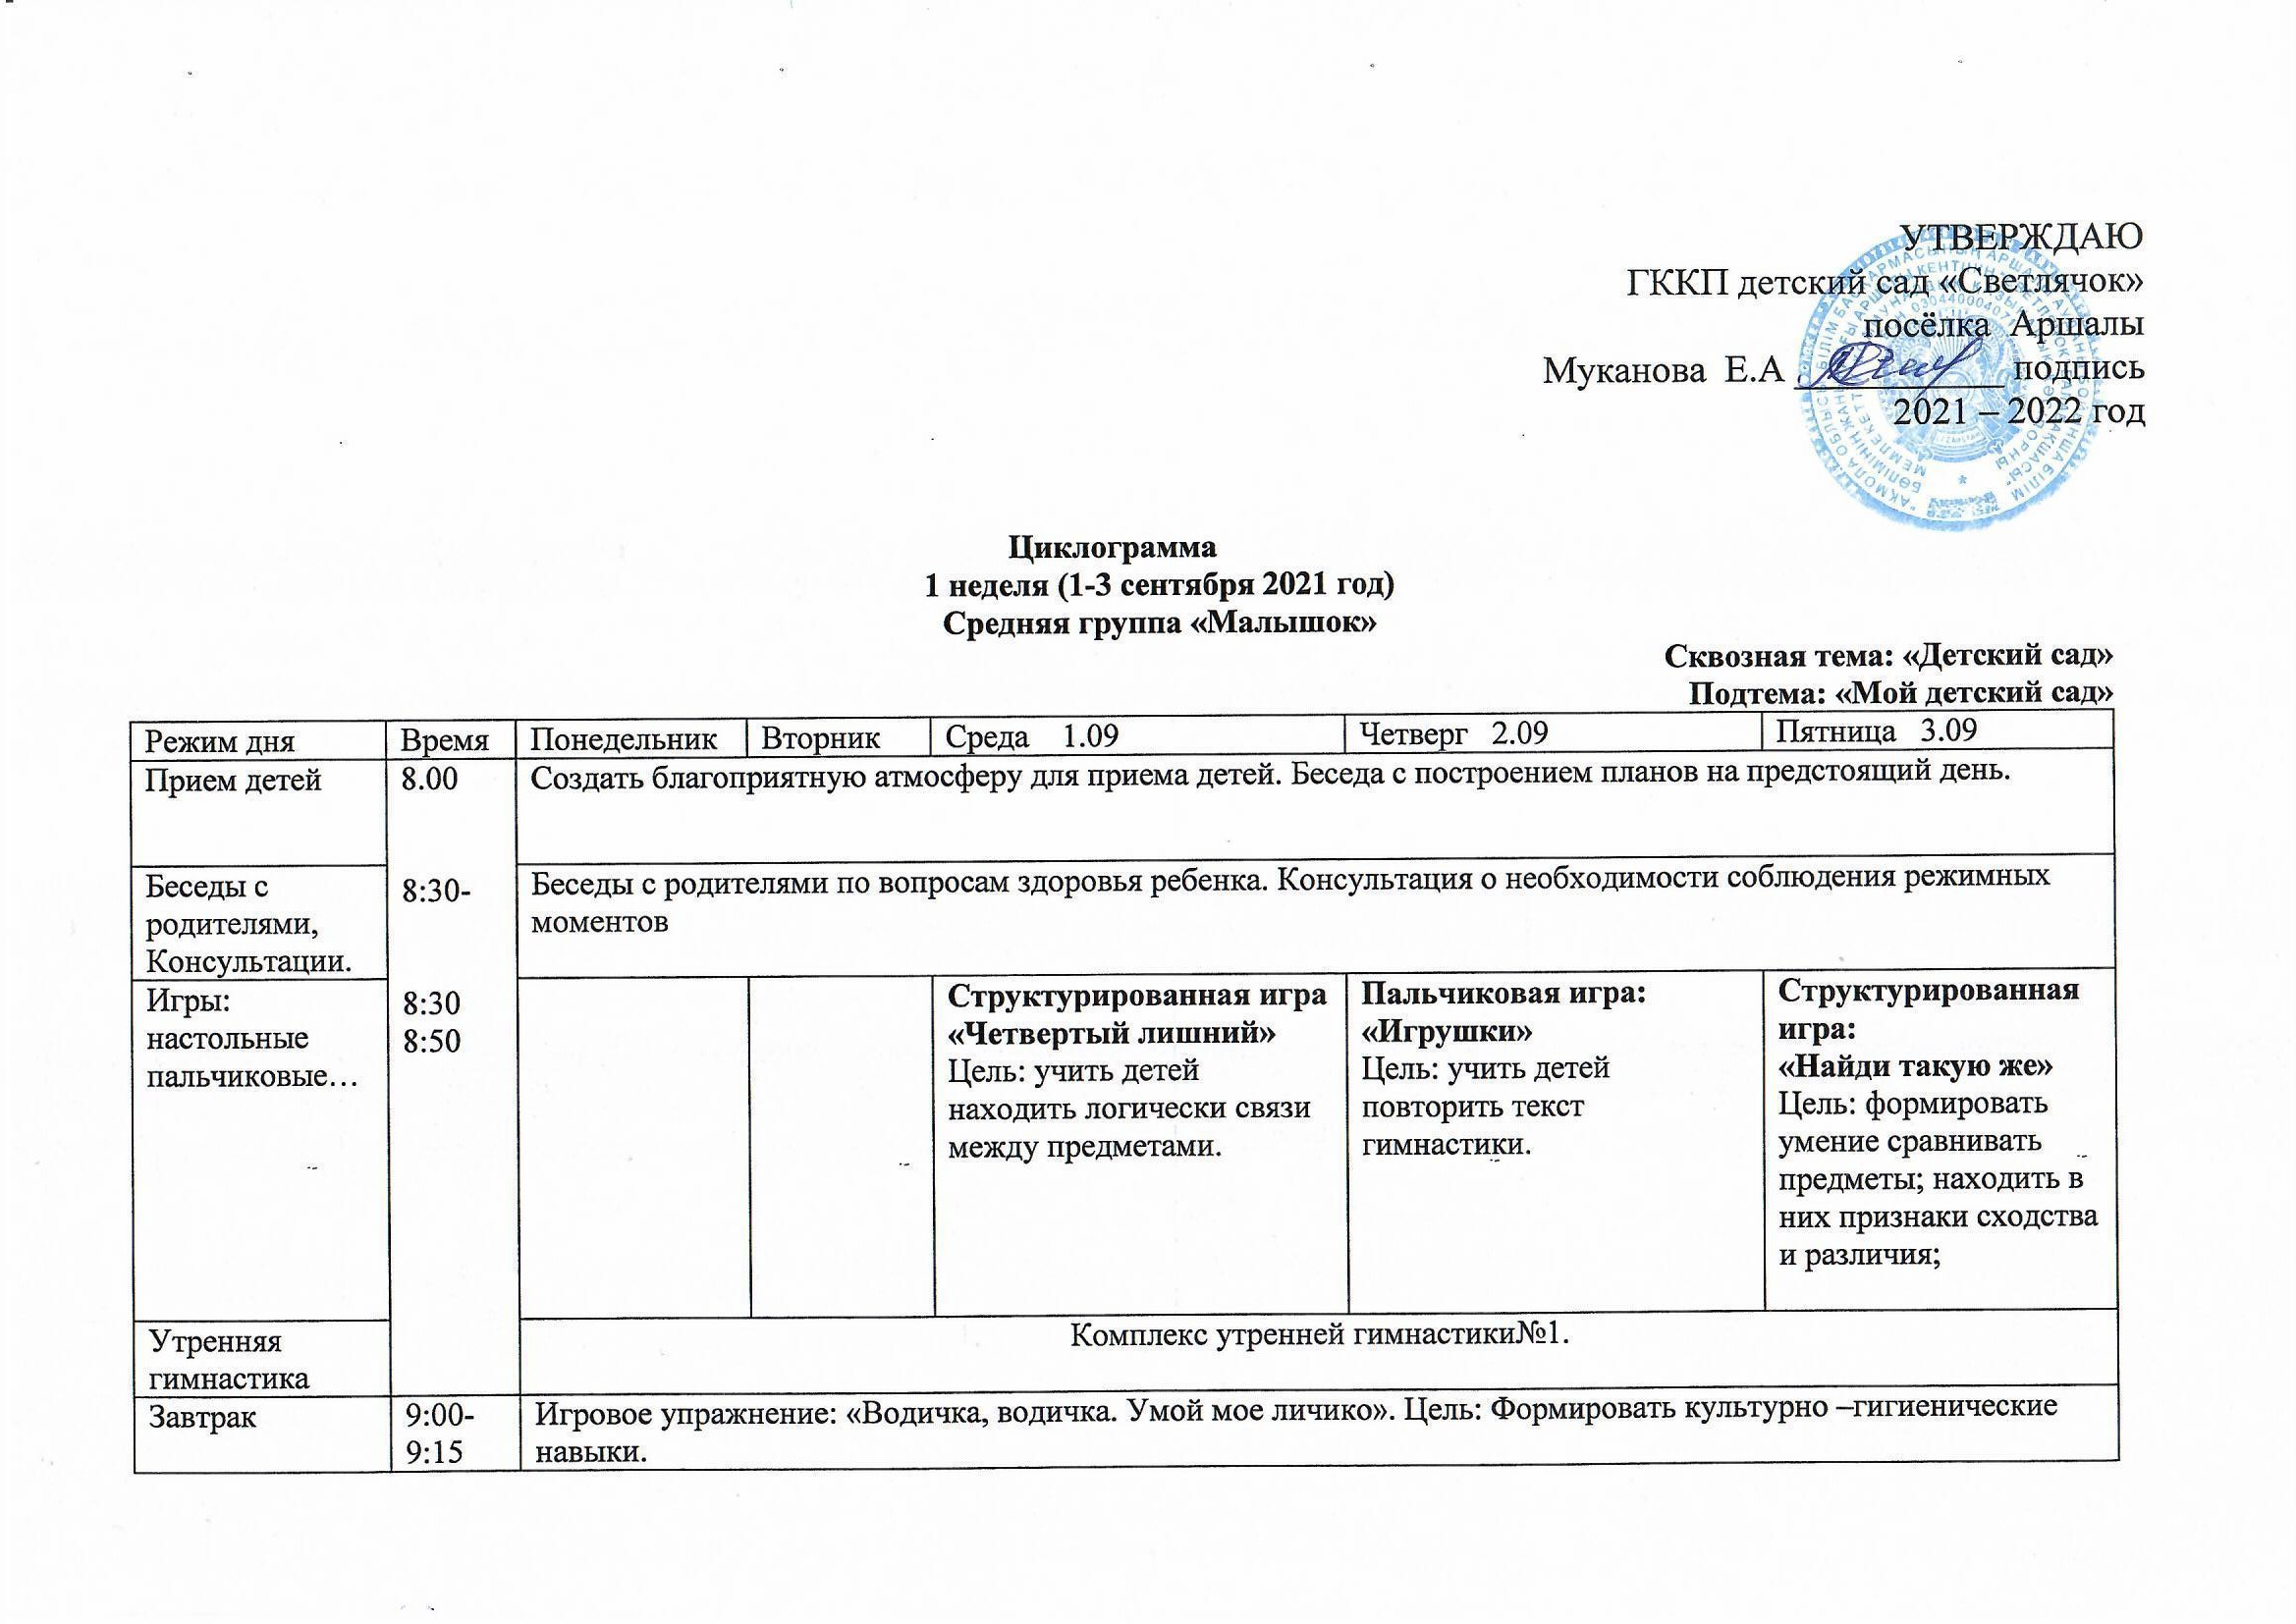 УТВЕРЖДАЮ
ГККП детский сад «Светлячок»
посёлка Аршалы
Муканова Е.А подпись
2021 – 2022 год
Циклограмма
1 неделя (1-3 сентября 2021 год)
Средняя группа «Малышок»
Сквозная тема: «Детский сад»
Подтема: «Мой детский сад»
Режим дня Время Понедельник Вторник Среда 1.09 Четверг 2.09 Пятница 3.09
Прием детей 8.00 Создать благоприятную атмосферу для приема детей. Беседа с построением планов на предстоящий день.
Беседы с
родителями,
Консультации.
8:30-
Беседы с родителями по вопросам здоровья ребенка. Консультация о необходимости соблюдения режимных
моментов
Игры:
настольные
пальчиковые…
8:30
8:50
Структурированная игра
«Четвертый лишний»
Цель: учить детей
находить логически связи
между предметами.
Пальчиковая игра:
«Игрушки»
Цель: учить детей
повторить текст
гимнастики.
Структурированная
игра:
«Найди такую же»
Цель: формировать
умение сравнивать
предметы; находить в
них признаки сходства
и различия;
Утренняя
гимнастика
Комплекс утренней гимнастики№1.
Завтрак
9:00-
9:15
Игровое упражнение: «Водичка, водичка. Умой мое личико». Цель: Формировать культурно –гигиенические
навыки.